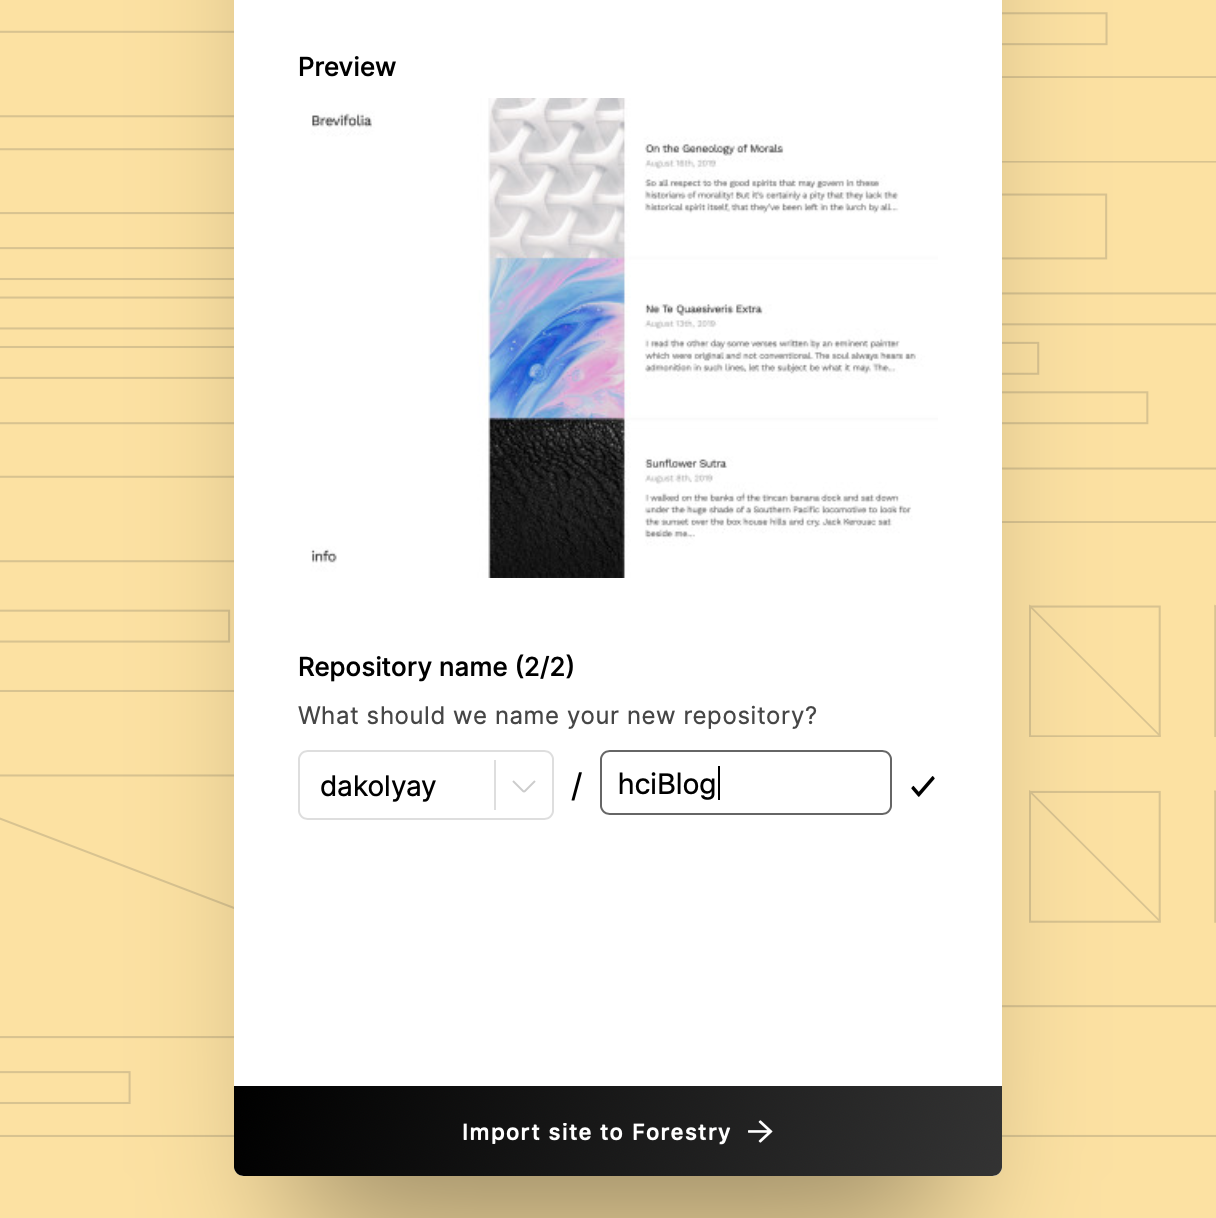 Preview
Brevifolia
On the Geneology of Morals
August 16th, 2019
So all respect to the good spirits that may govern in these
historians of morality! But it's certainly a pity that they lack the
historical spirit itself, that they've been left in the lurch by all...
Ne Te Quaesiveris Extra
August 13th, 2019
I read the other day some verses written by an eminent painter
which were original and not conventional. The soul always hears an
admonition in such lines, let the subject be what it may. The...
Sunflower Sutra
August 8th, 2019
I walked on the banks of the tincan banana dock and sat down
under the huge shade of a Southern Pacific locomotive to look for
the sunset over the box house hills and cry. Jack Kerouac sat
beside me...
info
Repository name (2/2)
What should we name your new repository?
dakolyay / hciBlog
Import site to Forestry →